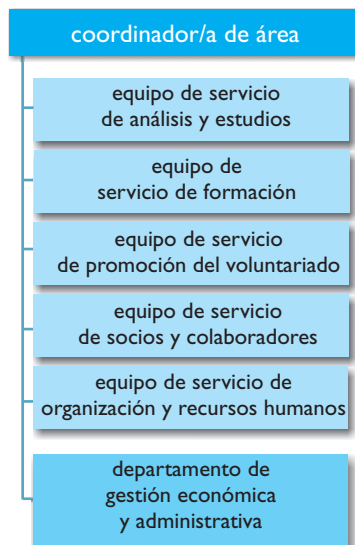 coordinador/a de área
equipo de servicio
de análisis y estudios
equipo de
servicio de formación
equipo de servicio
de promoción del voluntariado
equipo de servicio
de socios y colaboradores
equipo de servicio de
organización y recursos humanos
departamento de
gestión económica
y administrativa